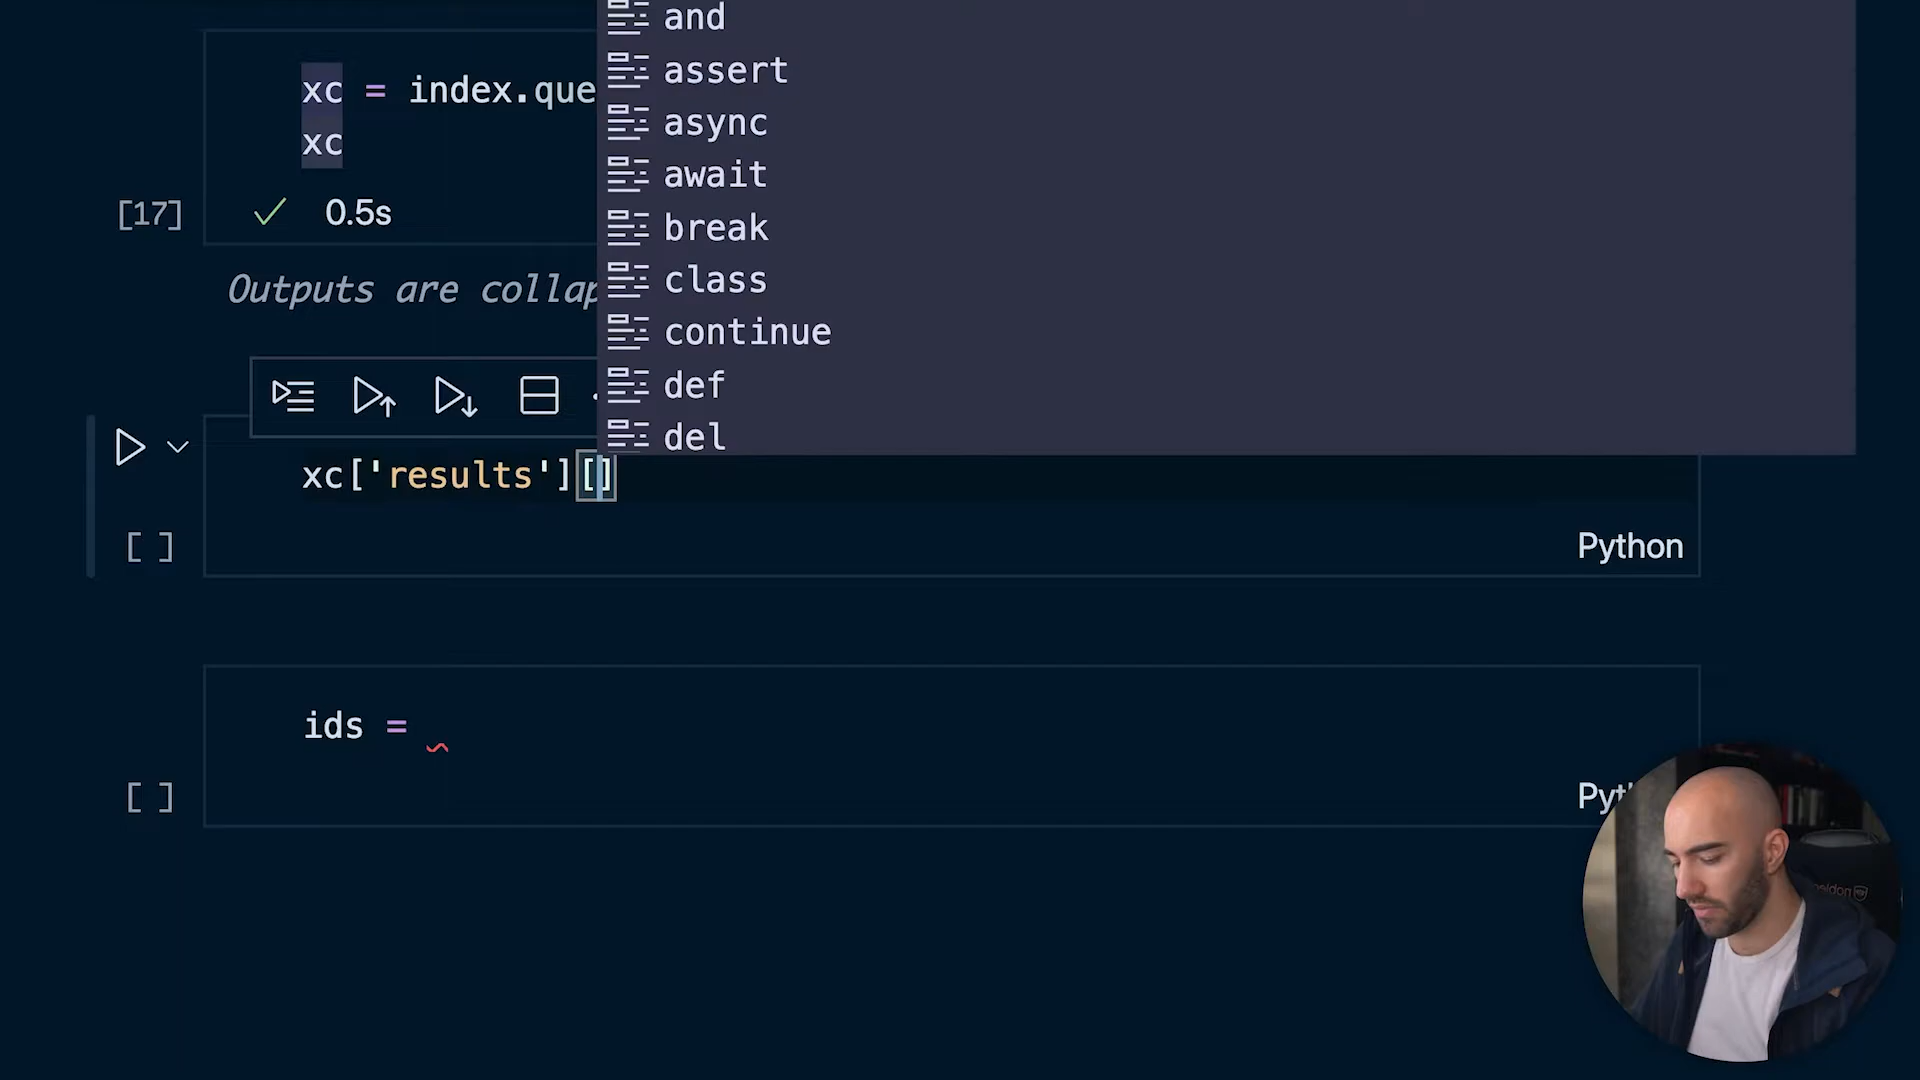 and
assert
async
await
break
class
continue
def
del
xc = index.que
xc
[17]
0.5s
Outputs are collap
xc['results'][]
[ ]
Python
ids =
[ ]
Pyt
noble